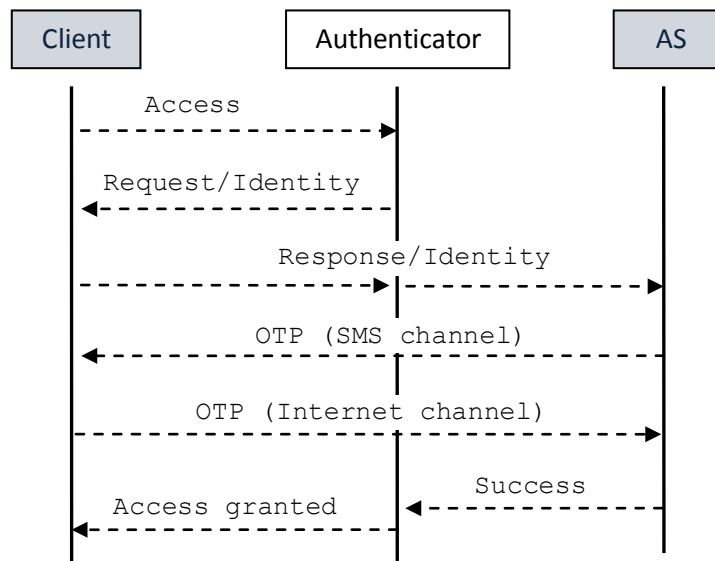 Client
Authenticator
AS
Access
Request/Identity
Response/Identity
OTP (SMS channel)
OTP (Internet channel)
Success
Access granted